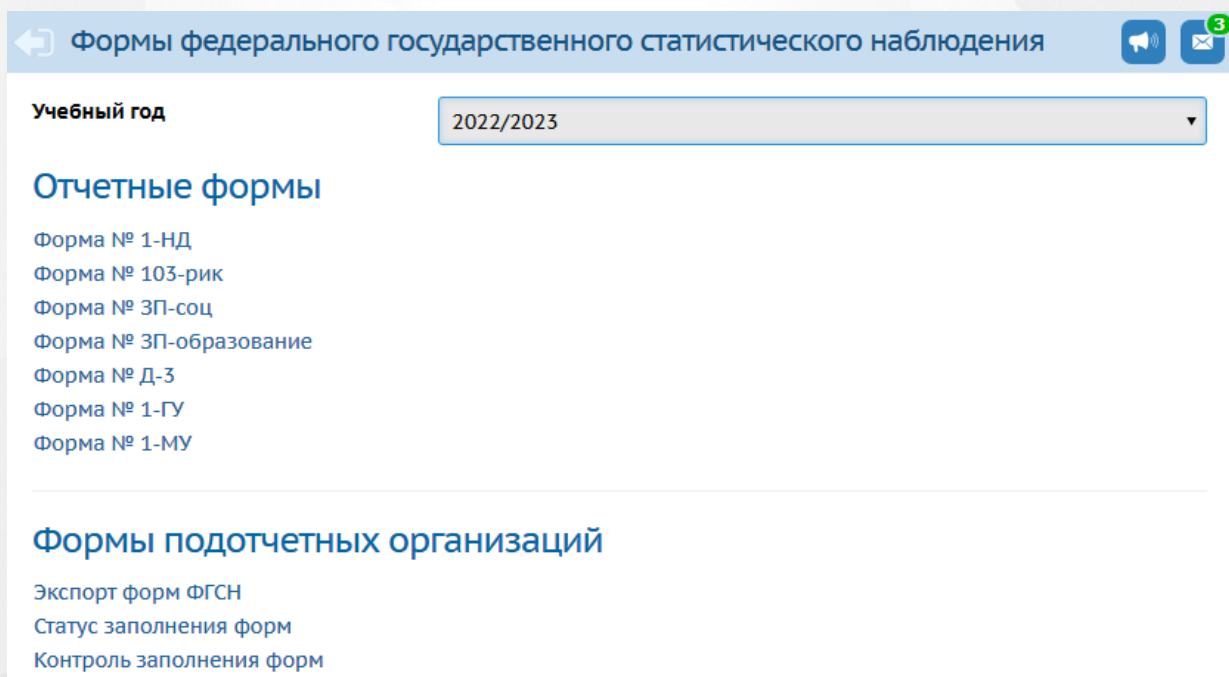 Формы федерального государственного статистического наблюдения
3
Учебный год
2022/2023
Отчетные формы
Форма № 1-НД
Форма № 103-рик
Форма № ЗП-соц
Форма № ЗП-образование
Форма № Д-3
Форма № 1-ГУ
Форма № 1-МУ
Формы подотчетных организаций
Экспорт форм ФГСН
Статус заполнения форм
Контроль заполнения форм